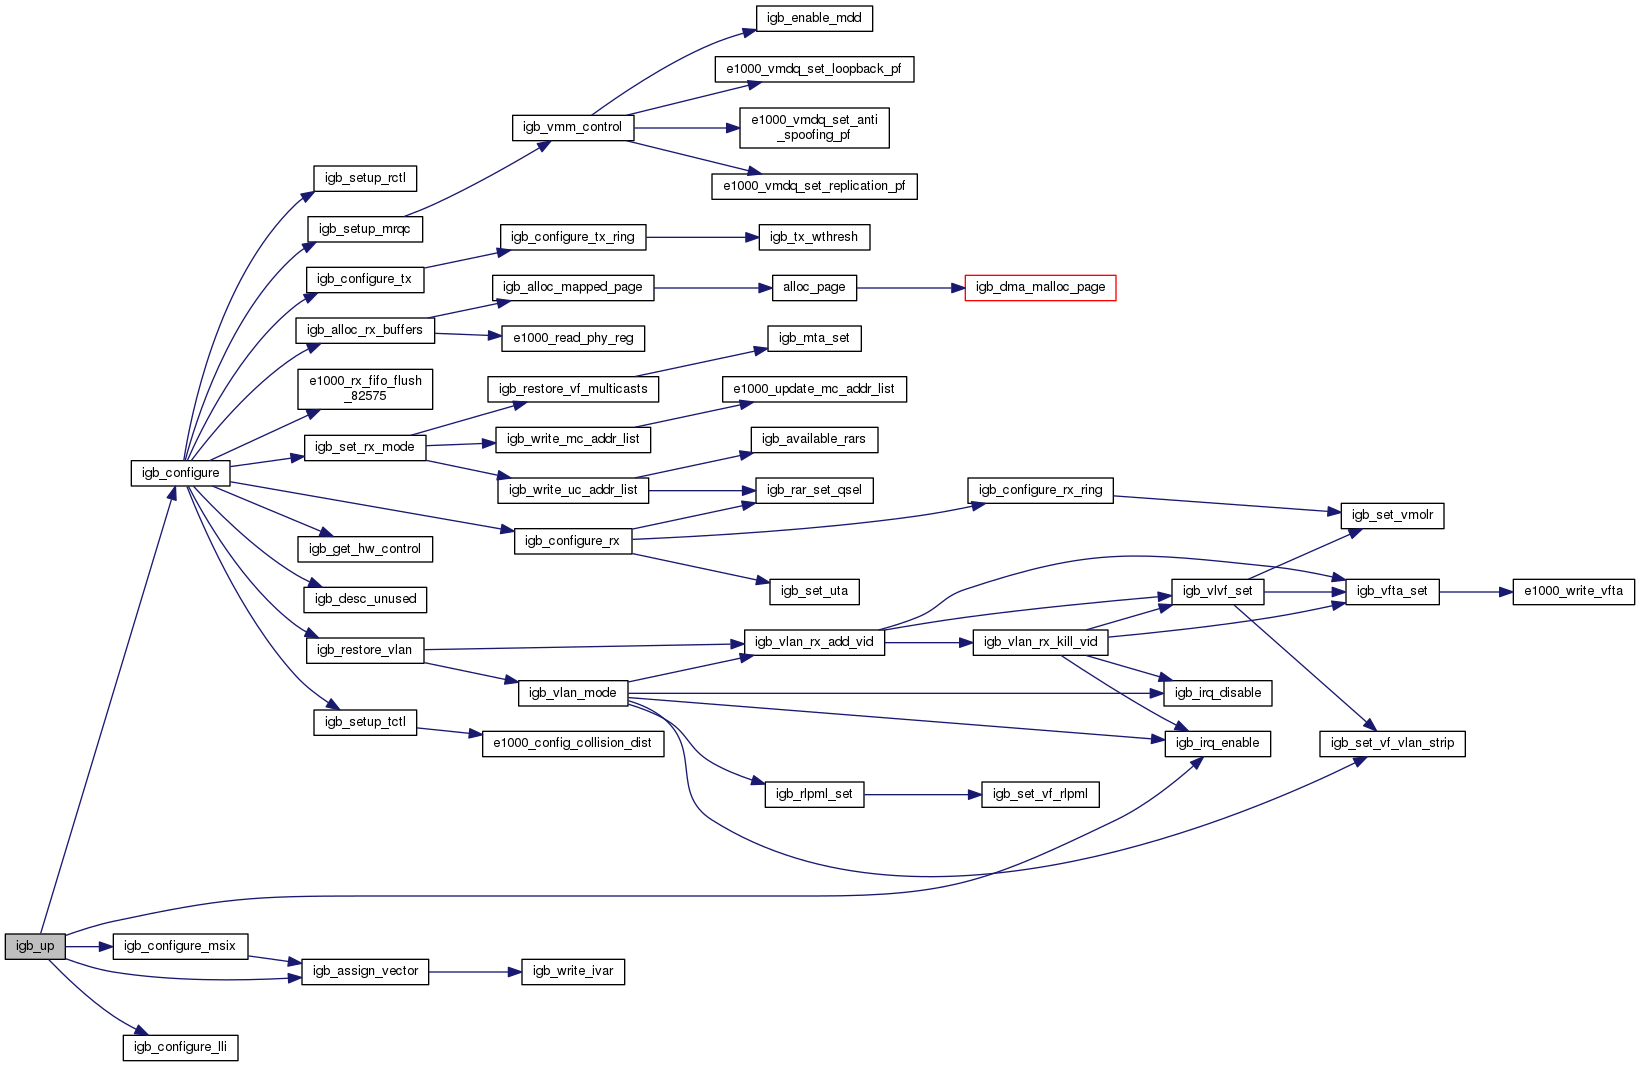 igb_enable_mdd
e1000_vmdq_set_loopback_pf
igb_vmm_control
e1000_vmdq_set_anti
_spoofing_pf
igb_setup_rctl
e1000_vmdq_set_replication_pf
igb_setup_mrqc
igb_configure_tx_ring
igb_tx_wthresh
igb_configure_tx
igb_alloc_mapped_page
alloc_page
igb_dma_malloc_page
igb_alloc_rx_buffers
e1000_read_phy_reg
igb_mta_set
e1000_rx_fifo_flush
_82575
igb_restore_vf_multicasts
e1000_update_mc_addr_list
igb_set_rx_mode
igb_write_mc_addr_list
igb_available_rars
igb_configure
igb_write_uc_addr_list
igb_rar_set_qsel
igb_configure_rx_ring
igb_set_vmolr
igb_configure_rx
igb_get_hw_control
igb_set_uta
igb_vlvf_set
igb_vfta_set
e1000_write_vfta
igb_desc_unused
igb_restore_vlan
igb_vlan_rx_add_vid
igb_vlan_rx_kill_vid
igb_vlan_mode
igb_irq_disable
igb_setup_tctl
e1000_config_collision_dist
igb_irq_enable
igb_set_vf_vlan_strip
igb_rlpml_set
igb_set_vf_rlpml
igb_up
igb_configure_msix
igb_assign_vector
igb_write_ivar
igb_configure_lli